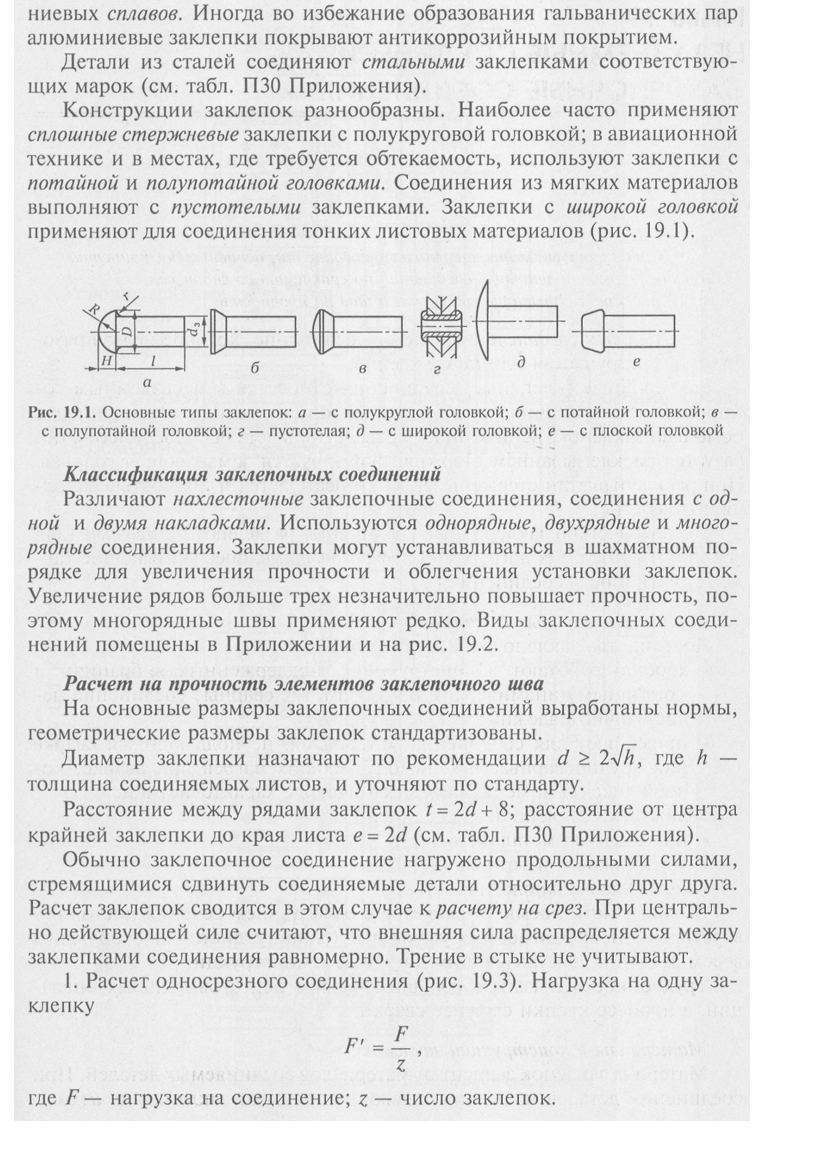 ниевых сплавов. Иногда во избежание образования гальванических пар
алюминиевые заклепки покрывают антикоррозийным покрытием.
Детали из сталей соединяют стальными заклепками соответствую-
щих марок (см. табл. П30 Приложения).
Конструкции заклепок разнообразны. Наиболее часто применяют
сплошные стержневые заклепки с полукруговой головкой; в авиационной
технике и в местах, где требуется обтекаемость, используют заклепки с
потайной и полупотайной головками. Соединения из мягких материалов
выполняют с пустотелыми заклепками. Заклепки с широкой головкой
применяют для соединения тонких листовых материалов (рис. 19.1).
R r D d₃
H l
а б в г д е
Рис. 19.1. Основные типы заклепок: а — с полукруглой головкой; б — с потайной головкой; в —
с полупотайной головкой; г — пустотелая; д — с широкой головкой; е — с плоской головкой
Классификация заклепочных соединений
Различают нахлесточные заклепочные соединения, соединения с од-
ной и двумя накладками. Используются однорядные, двухрядные и много-
рядные соединения. Заклепки могут устанавливаться в шахматном по-
рядке для увеличения прочности и облегчения установки заклепок.
Увеличение рядов больше трех незначительно повышает прочность, по-
этому многорядные швы применяют редко. Виды заклепочных соеди-
нений помещены в Приложении и на рис. 19.2.
Расчет на прочность элементов заклепочного шва
На основные размеры заклепочных соединений выработаны нормы,
геометрические размеры заклепок стандартизованы.
Диаметр заклепки назначают по рекомендации d ≥ 2√h, где h —
толщина соединяемых листов, и уточняют по стандарту.
Расстояние между рядами заклепок t = 2d + 8; расстояние от центра
крайней заклепки до края листа e = 2d (см. табл. П30 Приложения).
Обычно заклепочное соединение нагружено продольными силами,
стремящимися сдвинуть соединяемые детали относительно друг друга.
Расчет заклепок сводится в этом случае к расчету на срез. При централь-
но действующей силе считают, что внешняя сила распределяется между
заклепками соединения равномерно. Трение в стыке не учитывают.
1. Расчет односрезного соединения (рис. 19.3). Нагрузка на одну за-
клепку
F' = F/z,
где F — нагрузка на соединение; z — число заклепок.